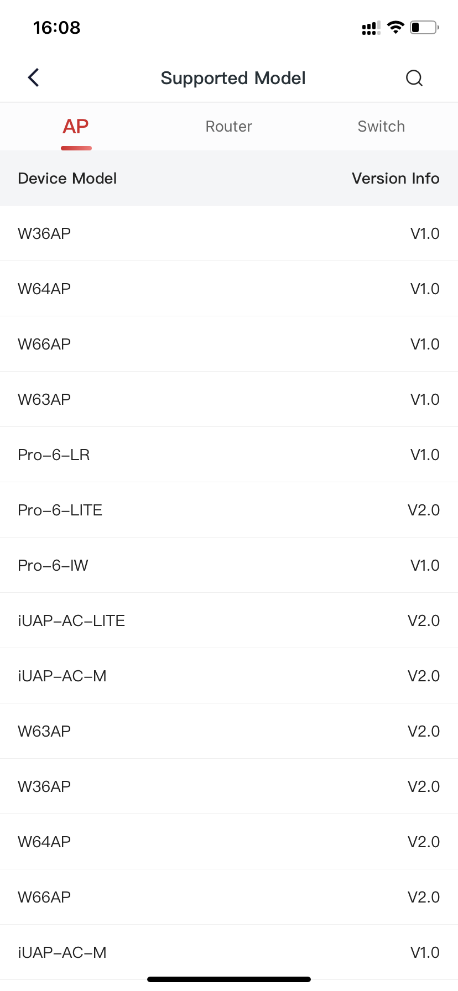 16:08
Supported Model
AP Router Switch
Device Model Version Info
W36AP V1.0
W64AP V1.0
W66AP V1.0
W63AP V1.0
Pro-6-LR V1.0
Pro-6-LITE V2.0
Pro-6-IW V1.0
iUAP-AC-LITE V2.0
iUAP-AC-M V2.0
W63AP V2.0
W36AP V2.0
W64AP V2.0
W66AP V2.0
iUAP-AC-M V1.0